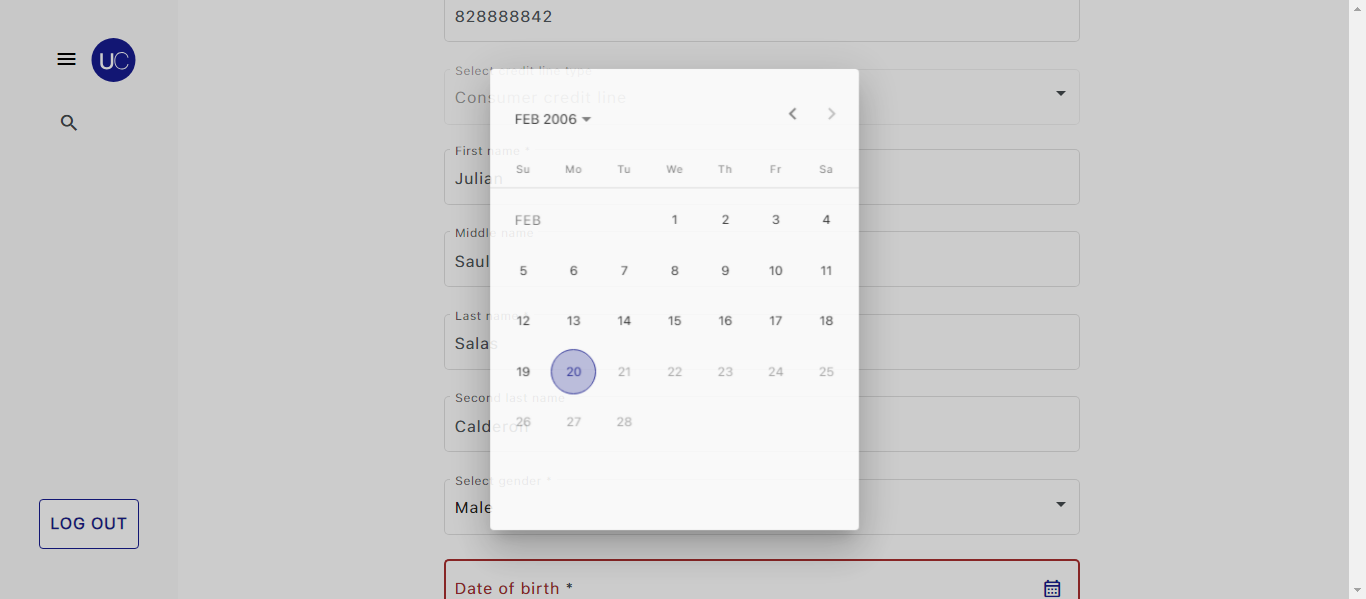 828888842
UC
Select credit line type
Consumer credit line
FEB 2006
First name *
Julian
Su Mo Tu We Th Fr Sa
FEB 1 2 3 4
Middle name
Saul
5 6 7 8 9 10 11
Last name *
12 13 14 15 16 17 18
Salas
19 20 21 22 23 24 25
Second last name
Calderon
26 27 28
Select gender *
Male
LOG OUT
Date of birth *